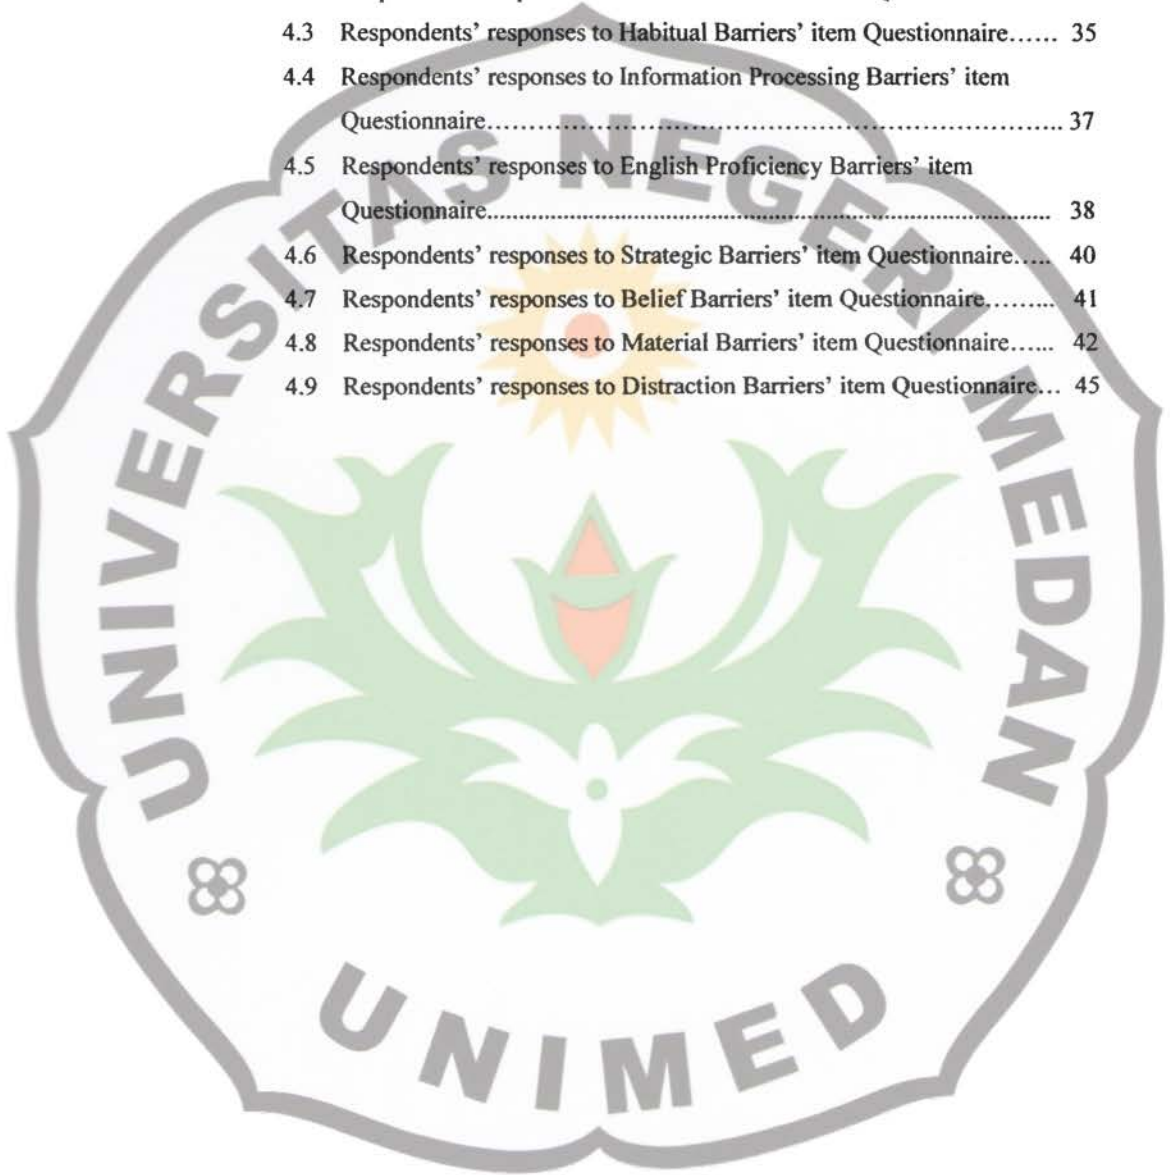 4.3 Respondents’ responses to Habitual Barriers’ item Questionnaire...... 35
4.4 Respondents’ responses to Information Processing Barriers’ item
Questionnaire................................................................ 37
4.5 Respondents’ responses to English Proficiency Barriers’ item
Questionnaire........................................................................................ 38
4.6 Respondents’ responses to Strategic Barriers’ item Questionnaire..... 40
4.7 Respondents’ responses to Belief Barriers’ item Questionnaire......... 41
4.8 Respondents’ responses to Material Barriers’ item Questionnaire...... 42
4.9 Respondents’ responses to Distraction Barriers’ item Questionnaire... 45
UNIVERSITAS NEGERI MEDAN
UNIMED